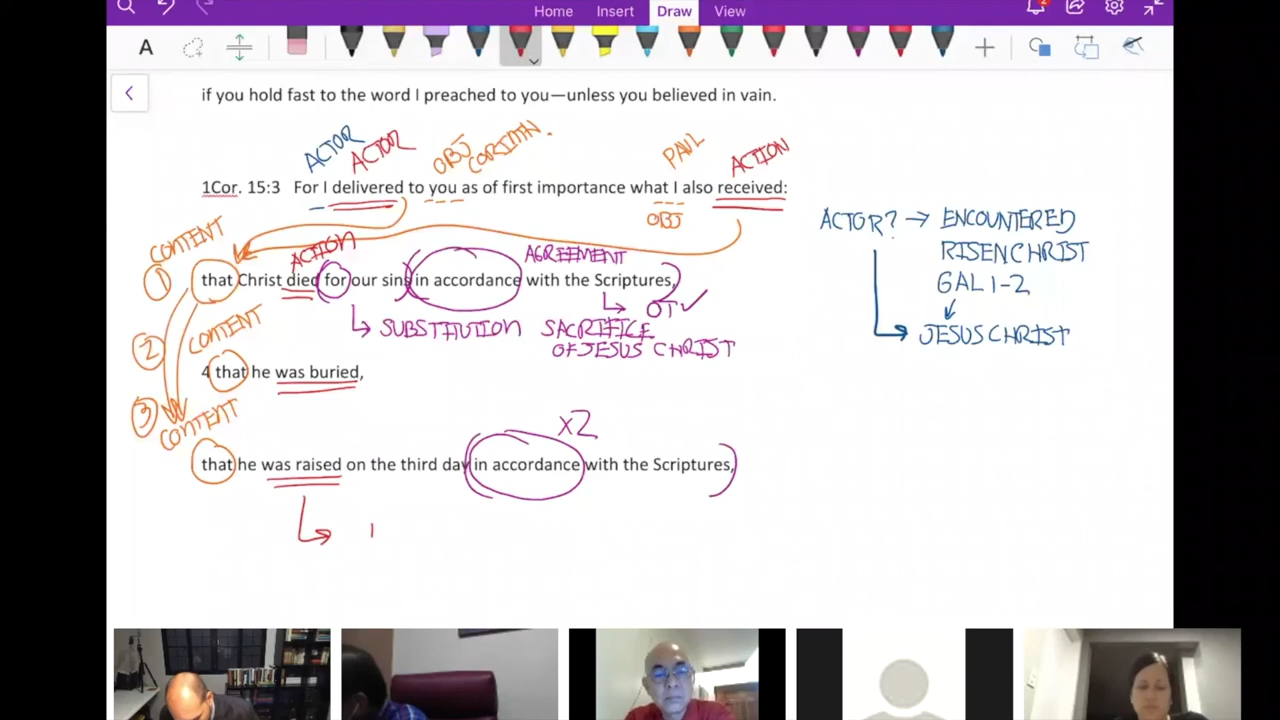 Home Insert Draw View
A
if you hold fast to the word I preached to you—unless you believed in vain.
ACTOR ACTOR OBJ CORINTH. PAUL ACTION
1Cor. 15:3 For I delivered to you as of first importance what I also received:
OBJ
ACTOR? → ENCOUNTERED
RISEN CHRIST
GAL 1-2
JESUS CHRIST
CONTENT ACTION AGREEMENT
1 that Christ died for our sins in accordance with the Scriptures,
OT ✓
SUBSTITUTION SACRIFICE
OF JESUS CHRIST
2 CONTENT
4 that he was buried,
3 CONTENT
x2
that he was raised on the third day in accordance with the Scriptures,